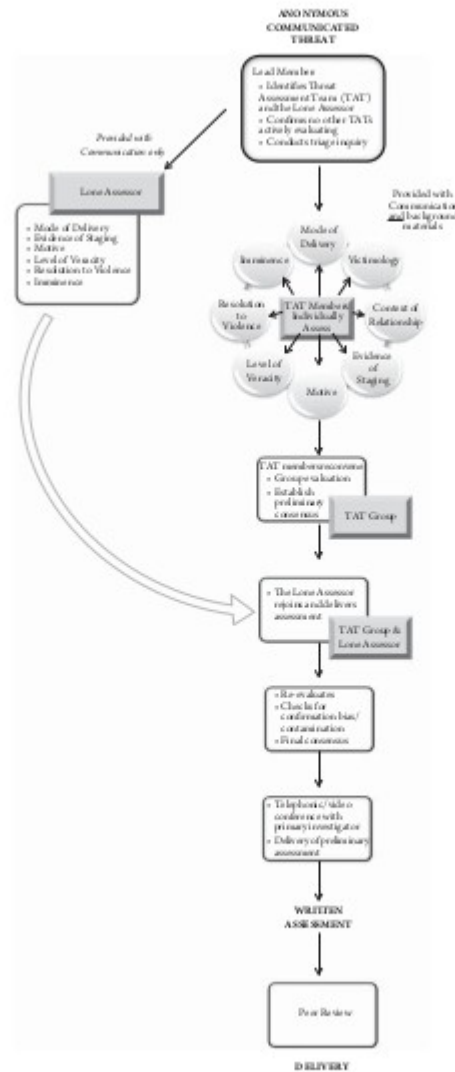 ANONYMOUS
COMMUNICATED
THREAT
Lead Member
• Identifies Threat
Assessment Team (TAT)
and the Lone Assessor
• Confirms no other TATs
actively evaluating
• Conducts triage inquiry
Provided with
Communication only
Lone Assessor
• Mode of Delivery
• Evidence of Staging
• Motive
• Level of Veracity
• Resolution to Violence
• Imminence
Provided with
Communication
and background
materials
Mode of
Delivery
Imminence
Victimology
Resolution
to
Violence
TAT Members
Individually
Assess
Context of
Relationship
Level of
Veracity
Evidence
of
Staging
Motive
TAT members reconvene
• Group evaluation
• Establish
preliminary
consensus
TAT Group
• The Lone Assessor
rejoins and delivers
assessment
TAT Group &
Lone Assessor
• Re-evaluates
• Checks for
confirmation bias/
contamination
• Final consensus
• Telephonic/video
conference with
primary investigator
• Delivery of preliminary
assessment
WRITTEN
ASSESSMENT
Peer Review
DELIVERY